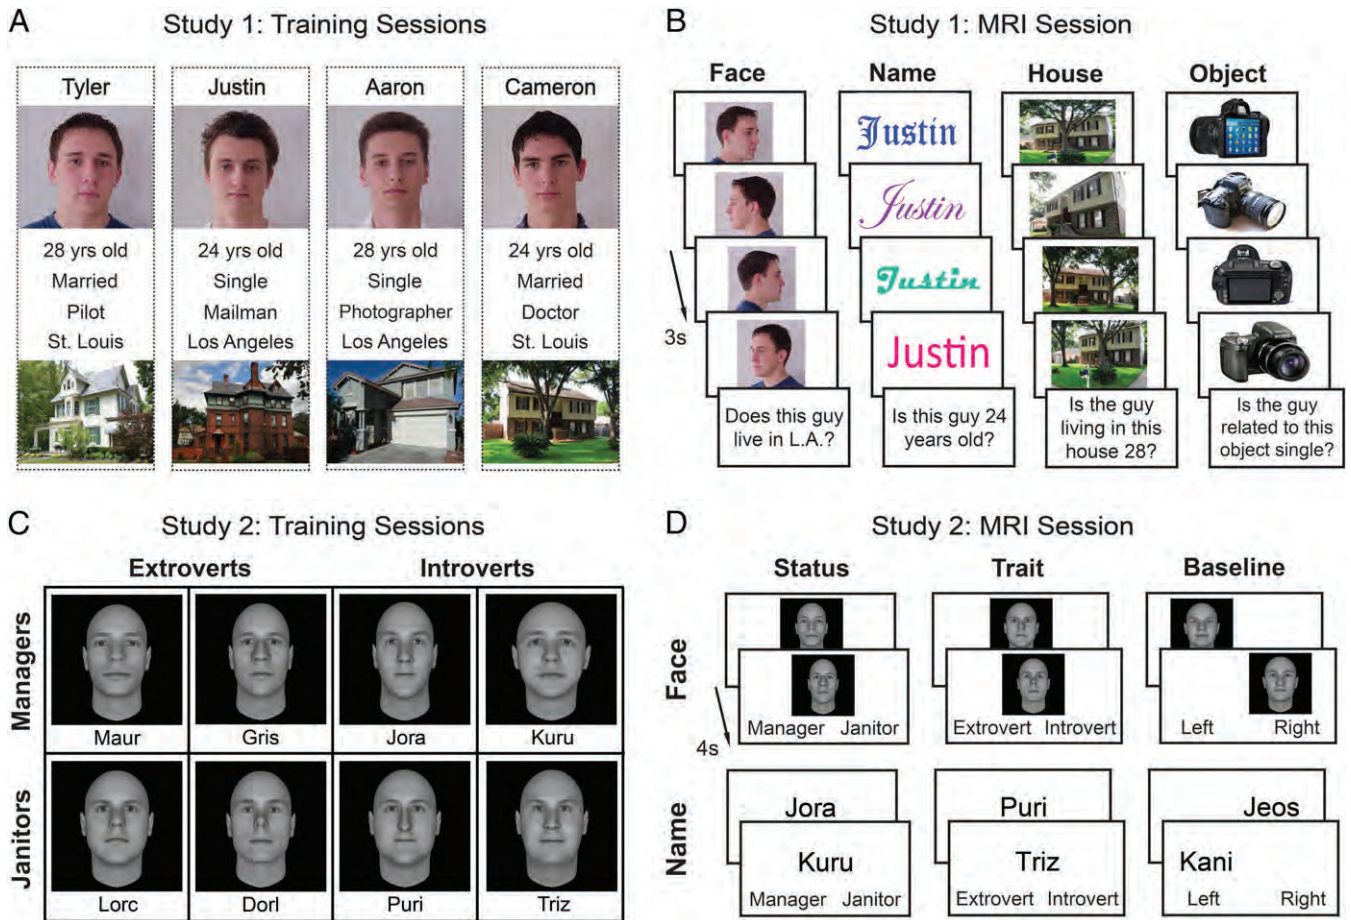 A
Study 1: Training Sessions
Tyler
Justin
Aaron
Cameron
28 yrs old
Married
Pilot
St. Louis
24 yrs old
Single
Mailman
Los Angeles
28 yrs old
Single
Photographer
Los Angeles
24 yrs old
Married
Doctor
St. Louis
B
Study 1: MRI Session
Face
Name
House
Object
Justin
Justin
Justin
Justin
3s
Does this guy
live in L.A.?
Is this guy 24
years old?
Is the guy
living in this
house 28?
Is the guy
related to this
object single?
C
Study 2: Training Sessions
Extroverts
Introverts
Managers
Maur
Gris
Jora
Kuru
Janitors
Lorc
Dorl
Puri
Triz
D
Study 2: MRI Session
Status
Trait
Baseline
Face
Manager Janitor
Extrovert Introvert
Left Right
4s
Name
Jora
Kuru
Manager Janitor
Puri
Triz
Extrovert Introvert
Jeos
Kani
Left Right